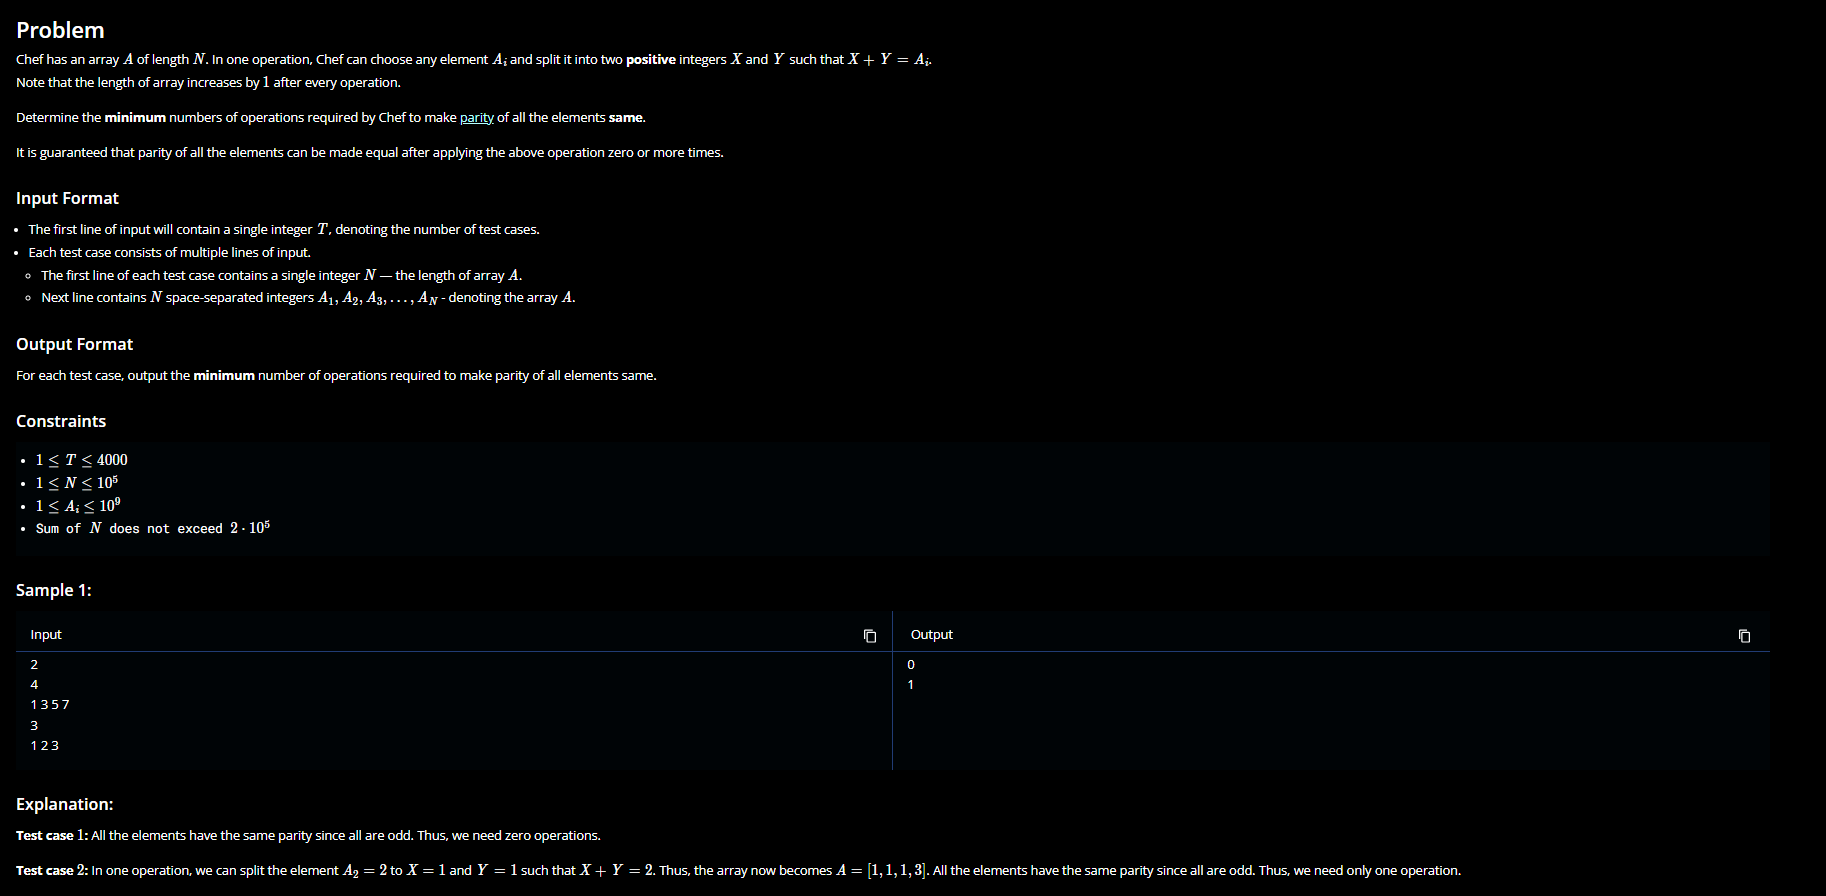 Problem
Chef has an array A of length N. In one operation, Chef can choose any element A_i and split it into two positive integers X and Y such that X + Y = A_i.
Note that the length of array increases by 1 after every operation.
Determine the minimum numbers of operations required by Chef to make parity of all the elements same.
It is guaranteed that parity of all the elements can be made equal after applying the above operation zero or more times.
Input Format
• The first line of input will contain a single integer T, denoting the number of test cases.
• Each test case consists of multiple lines of input.
◦ The first line of each test case contains a single integer N — the length of array A.
◦ Next line contains N space-separated integers A_1, A_2, A_3, ..., A_N - denoting the array A.
Output Format
For each test case, output the minimum number of operations required to make parity of all elements same.
Constraints
• 1 ≤ T ≤ 4000
• 1 ≤ N ≤ 10^5
• 1 ≤ A_i ≤ 10^9
• Sum of N does not exceed 2 · 10^5
Sample 1:
Input Output
2 0
4 1
1 3 5 7
3
1 2 3
Explanation:
Test case 1: All the elements have the same parity since all are odd. Thus, we need zero operations.
Test case 2: In one operation, we can split the element A_2 = 2 to X = 1 and Y = 1 such that X + Y = 2. Thus, the array now becomes A = [1, 1, 1, 3]. All the elements have the same parity since all are odd. Thus, we need only one operation.